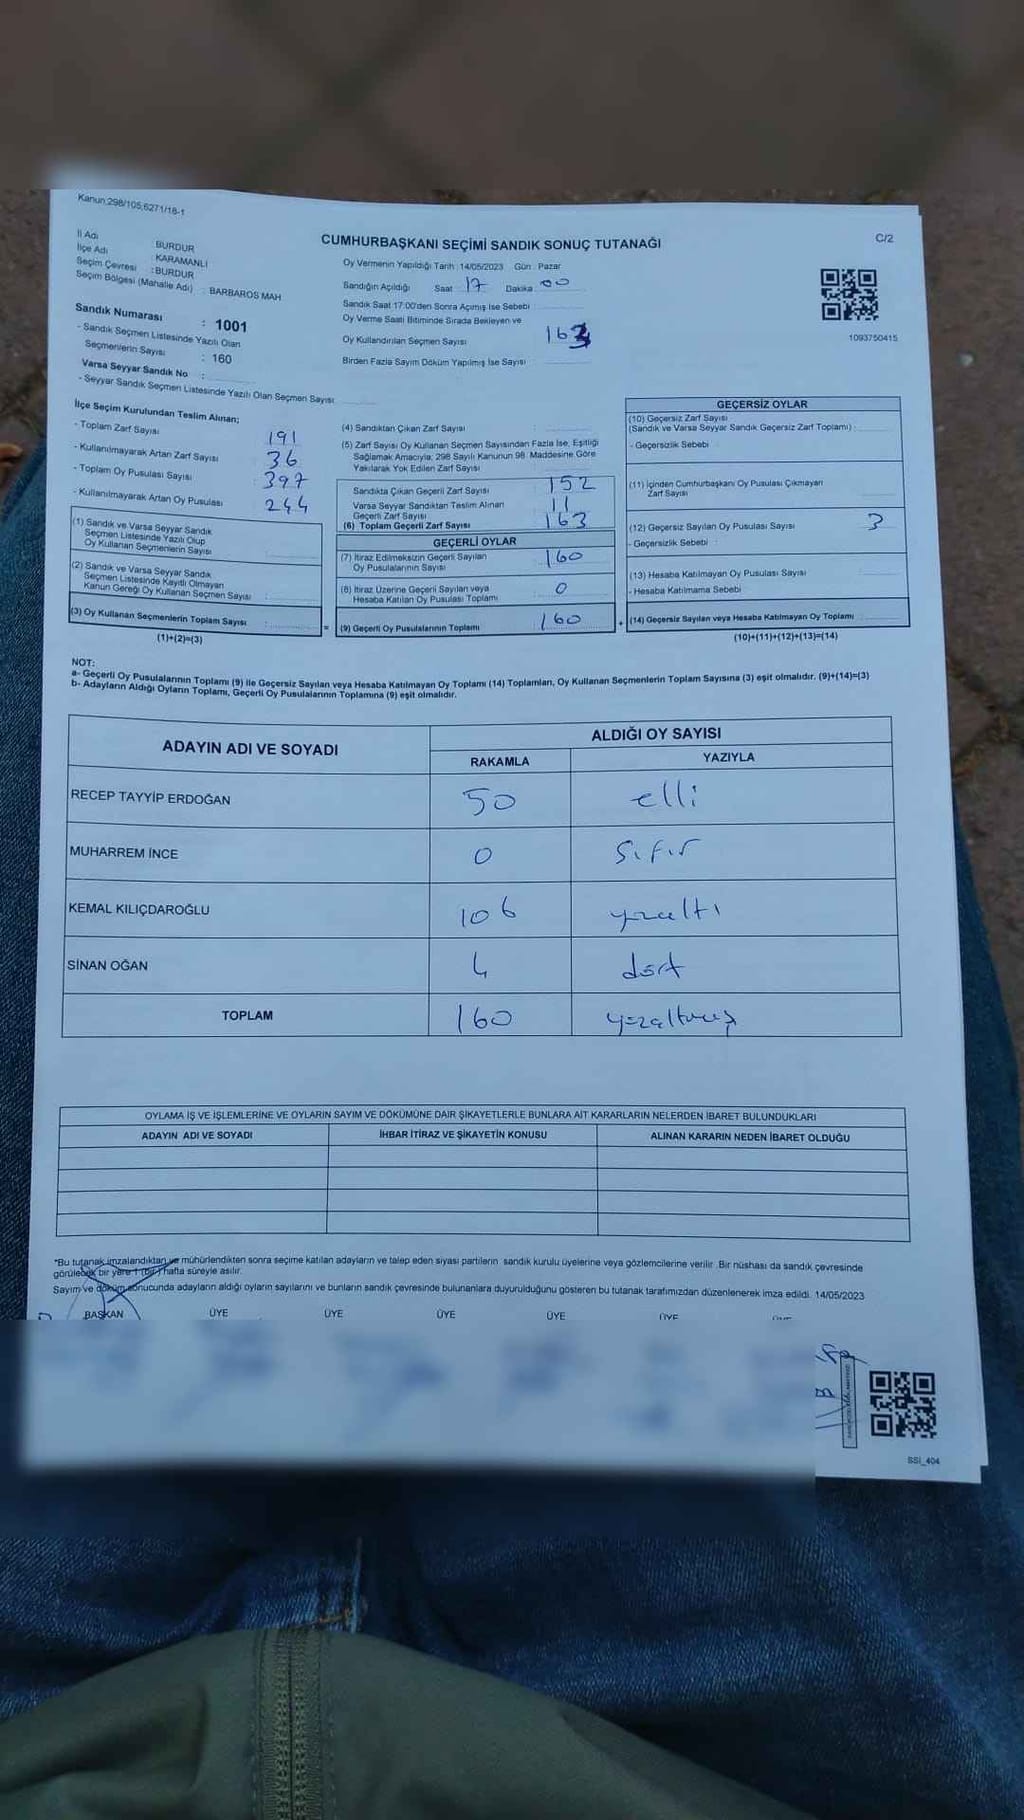 Kanun;298/105;6271/18-1
CUMHURBAŞKANI SEÇİMİ SANDIK SONUÇ TUTANAĞI
C/2
İl Adı BURDUR
İlçe Adı KARAMANLI
Seçim Çevresi :BURDUR
Seçim Bölgesi (Mahalle Adı) : BARBAROS MAH
Sandık Numarası : 1001
- Sandık Seçmen Listesinde Yazılı Olan
Seçmenlerin Sayısı : 160
Varsa Seyyar Sandık No :
- Seyyar Sandık Seçmen Listesinde Yazılı Olan Seçmen Sayısı
Oy Vermenin Yapıldığı Tarih :14/05/2023 Gün : Pazar
Sandığın Açıldığı Saat : 17 Dakika 00
Sandık Saat 17:00'den Sonra Açımış İse Sebebi :
Oy Verme Saati Bitiminde Sırada Bekleyen ve
Oy Kullandırılan Seçmen Sayısı 163
Birden Fazla Sayım Döküm Yapılmış İse Sayısı
1093750415
İlçe Seçim Kurulundan Teslim Alınan;
- Toplam Zarf Sayısı 191
- Kullanılmayarak Artan Zarf Sayısı 36
- Toplam Oy Pusulası Sayısı 397
- Kullanılmayarak Artan Oy Pusulası 244
(1) Sandık ve Varsa Seyyar Sandık
Seçmen Listesinde Yazılı Olup
Oy Kullanan Seçmenlerin Sayısı
(2) Sandık ve Varsa Seyyar Sandık
Seçmen Listesinde Kayıtlı Olmayan
Kanun Gereği Oy Kullanan Seçmen Sayısı :
(3) Oy Kullanan Seçmenlerin Toplam Sayısı :
(1)+(2)=(3)
(4) Sandıktan Çıkan Zarf Sayısı :
(5) Zarf Sayısı Oy Kullanan Seçmen Sayısından Fazla İse, Eşitliği
Sağlamak Amacıyla; 298 Sayılı Kanunun 98. Maddesine Göre
Yakılarak Yok Edilen Zarf Sayısı
Sandıkta Çıkan Geçerli Zarf Sayısı 152
Varsa Seyyar Sandıktan Teslim Alınan
Geçerli Zarf Sayısı 11
(6) Toplam Geçerli Zarf Sayısı 163
GEÇERLİ OYLAR
(7) İtiraz Edilmeksizin Geçerli Sayılan
Oy Pusulalarının Sayısı 160
(8) İtiraz Üzerine Geçerli Sayılan veya
Hesaba Katılan Oy Pusulası Toplamı 0
= (9) Geçerli Oy Pusulalarının Toplamı 160 +
GEÇERSİZ OYLAR
(10) Geçersiz Zarf Sayısı
(Sandık ve Varsa Seyyar Sandık Geçersiz Zarf Toplamı) :
- Geçersizlik Sebebi :
(11) İçinden Cumhurbaşkanı Oy Pusulası Çıkmayan
Zarf Sayısı
(12) Geçersiz Sayılan Oy Pusulası Sayısı 3
- Geçersizlik Sebebi :
(13) Hesaba Katılmayan Oy Pusulası Sayısı
- Hesaba Katılmama Sebebi
(14) Geçersiz Sayılan veya Hesaba Katılmayan Oy Toplamı
(10)+(11)+(12)+(13)=(14)
NOT:
a- Geçerli Oy Pusulalarının Toplamı (9) ile Geçersiz Sayılan veya Hesaba Katılmayan Oy Toplamı (14) Toplamları, Oy Kullanan Seçmenlerin Toplam Sayısına (3) eşit olmalıdır. (9)+(14)=(3)
b- Adayların Aldığı Oyların Toplamı, Geçerli Oy Pusulalarının Toplamına (9) eşit olmalıdır.
ADAYIN ADI VE SOYADI ALDIĞI OY SAYISI
RAKAMLA YAZIYLA
RECEP TAYYİP ERDOĞAN 50 elli
MUHARREM İNCE 0 sıfır
KEMAL KILIÇDAROĞLU 106 yüzaltı
SİNAN OĞAN 4 dört
TOPLAM 160 yüzaltmış
OYLAMA İŞ VE İŞLEMLERİNE VE OYLARIN SAYIM VE DÖKÜMÜNE DAİR ŞİKAYETLERLE BUNLARA AİT KARARLARIN NELERDEN İBARET BULUNDUKLARI
ADAYIN ADI VE SOYADI İHBAR İTİRAZ VE ŞİKAYETİN KONUSU ALINAN KARARIN NEDEN İBARET OLDUĞU
*Bu tutanak imzalandıktan ve mühürlendikten sonra seçime katılan adayların ve talep eden siyasi partilerin sandık kurulu üyelerine veya gözlemcilerine verilir. Bir nüshası da sandık çevresinde
görülecek bir yere 1 (bir) hafta süreyle asılır.
Sayım ve döküm sonucunda adayların aldığı oyların sayılarını ve bunların sandık çevresinde bulunanlara duyurulduğunu gösteren bu tutanak tarafımızdan düzenlenerek imza edildi. 14/05/2023
BAŞKAN ÜYE ÜYE ÜYE ÜYE ÜYE
SSI_404